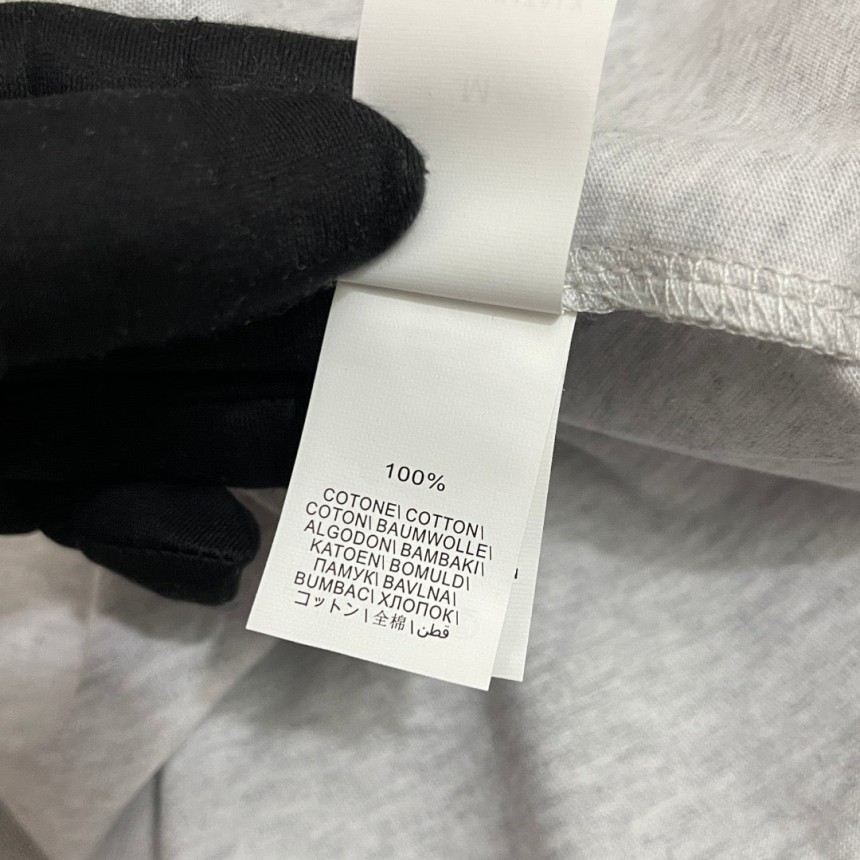 100%
COTONE\ COTTON\
COTON\ BAUMWOLLE\
ALGODON\ BAMBAKI\
KATOEN\ BOMULD\
ПAMУK\ BAVLNA\
BUMBAC\ ХЛОПОК\
コットン\ 全棉\ قطن